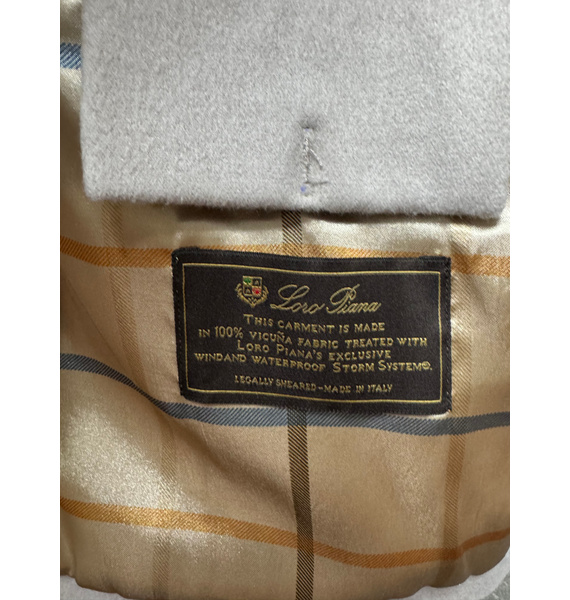 Loro Piana
THIS GARMENT IS MADE
IN 100% VICUÑA FABRIC TREATED WITH
LORO PIANA'S EXCLUSIVE
WINDAND WATERPROOF STORM SYSTEM®.
LEGALLY SHEARED-MADE IN ITALY